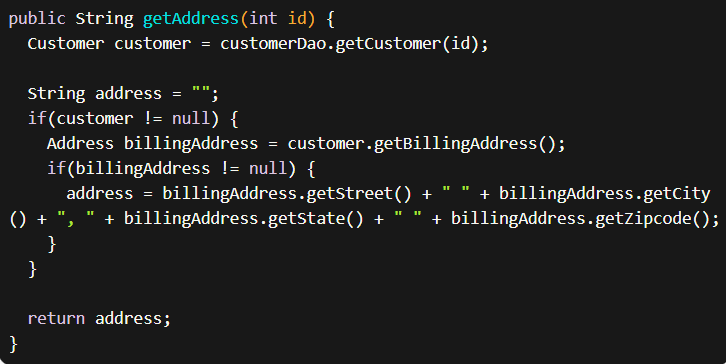 public String getAddress(int id) {
  Customer customer = customerDao.getCustomer(id);

  String address = "";
  if(customer != null) {
    Address billingAddress = customer.getBillingAddress();
    if(billingAddress != null) {
      address = billingAddress.getStreet() + " " + billingAddress.getCity
() + ", " + billingAddress.getState() + " " + billingAddress.getZipcode();
    }
  }

  return address;
}